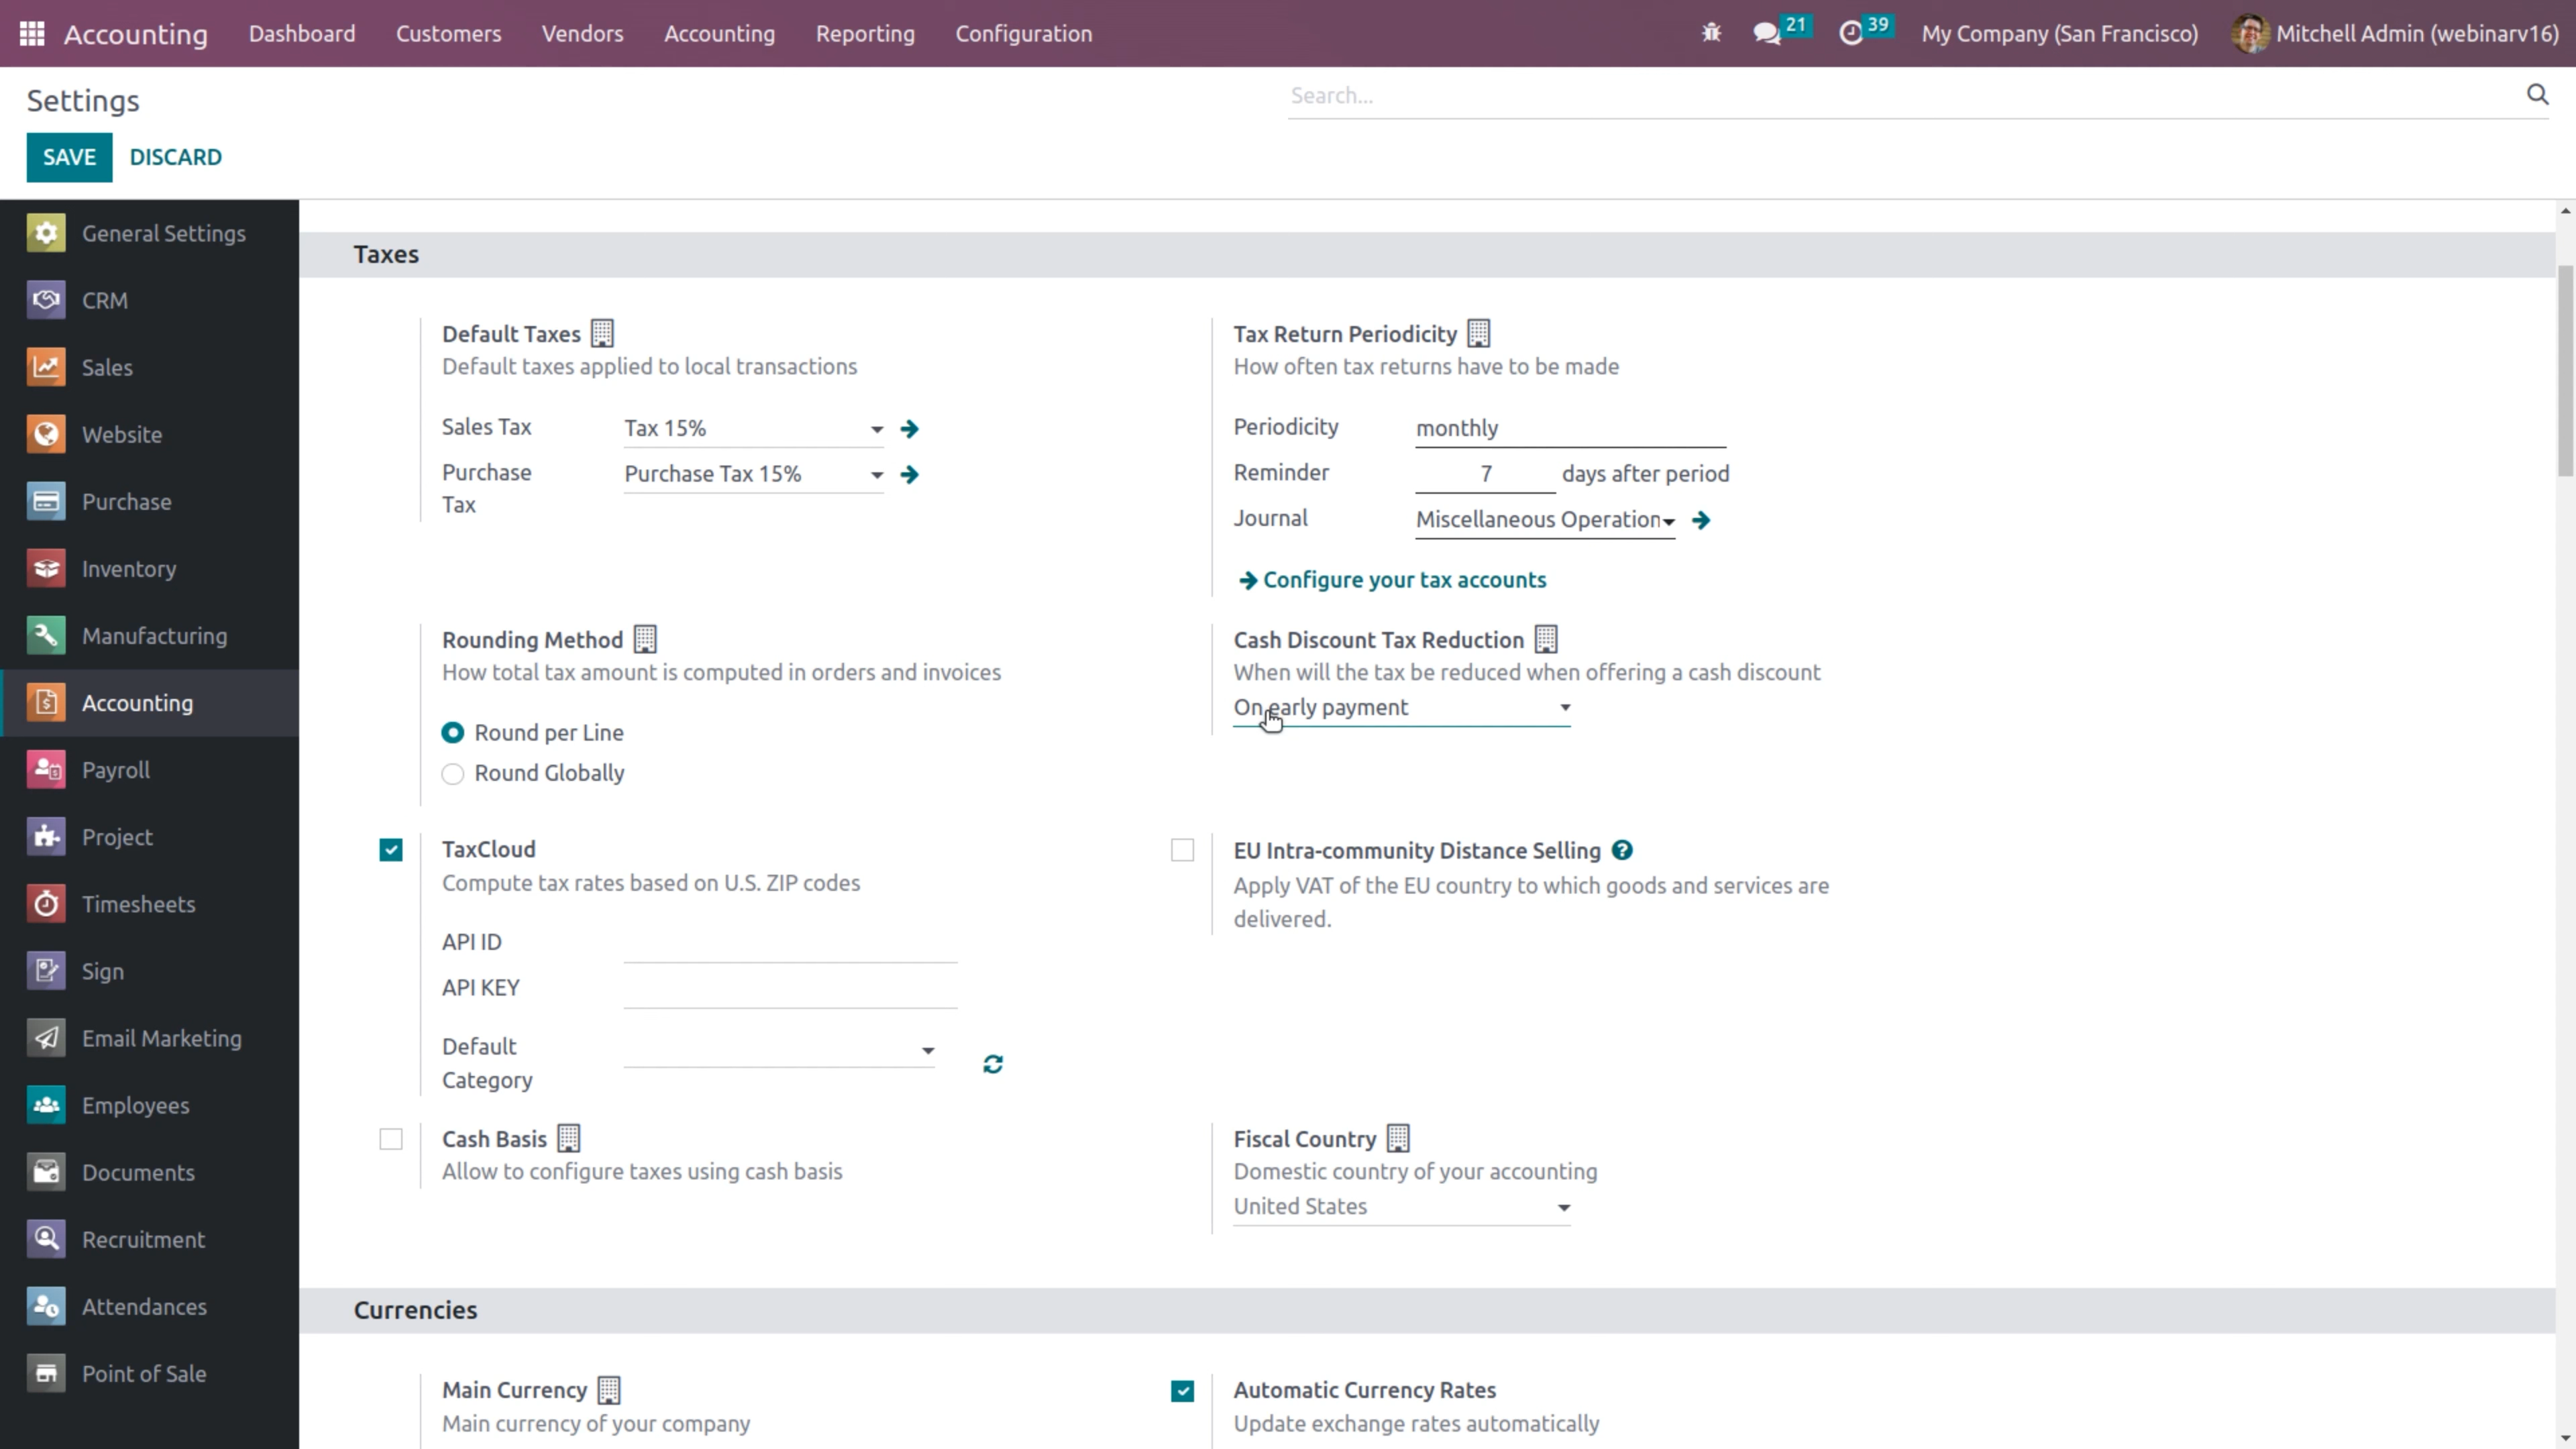 Accounting Dashboard Customers Vendors Accounting Reporting Configuration 21 39 My Company (San Francisco) Mitchell Admin (webinarv16)
Settings
Search...
SAVE DISCARD
General Settings
CRM
Sales
Website
Purchase
Inventory
Manufacturing
Accounting
Payroll
Project
Timesheets
Sign
Email Marketing
Employees
Documents
Recruitment
Attendances
Point of Sale
Taxes
Default Taxes
Default taxes applied to local transactions
Sales Tax Tax 15%
Purchase Tax Purchase Tax 15%
Tax Return Periodicity
How often tax returns have to be made
Periodicity monthly
Reminder 7 days after period
Journal Miscellaneous Operation
Configure your tax accounts
Rounding Method
How total tax amount is computed in orders and invoices
Round per Line
Round Globally
Cash Discount Tax Reduction
When will the tax be reduced when offering a cash discount
On early payment
TaxCloud
Compute tax rates based on U.S. ZIP codes
API ID
API KEY
Default
Category
EU Intra-community Distance Selling ?
Apply VAT of the EU country to which goods and services are
delivered.
Cash Basis
Allow to configure taxes using cash basis
Fiscal Country
Domestic country of your accounting
United States
Currencies
Main Currency
Main currency of your company
Automatic Currency Rates
Update exchange rates automatically